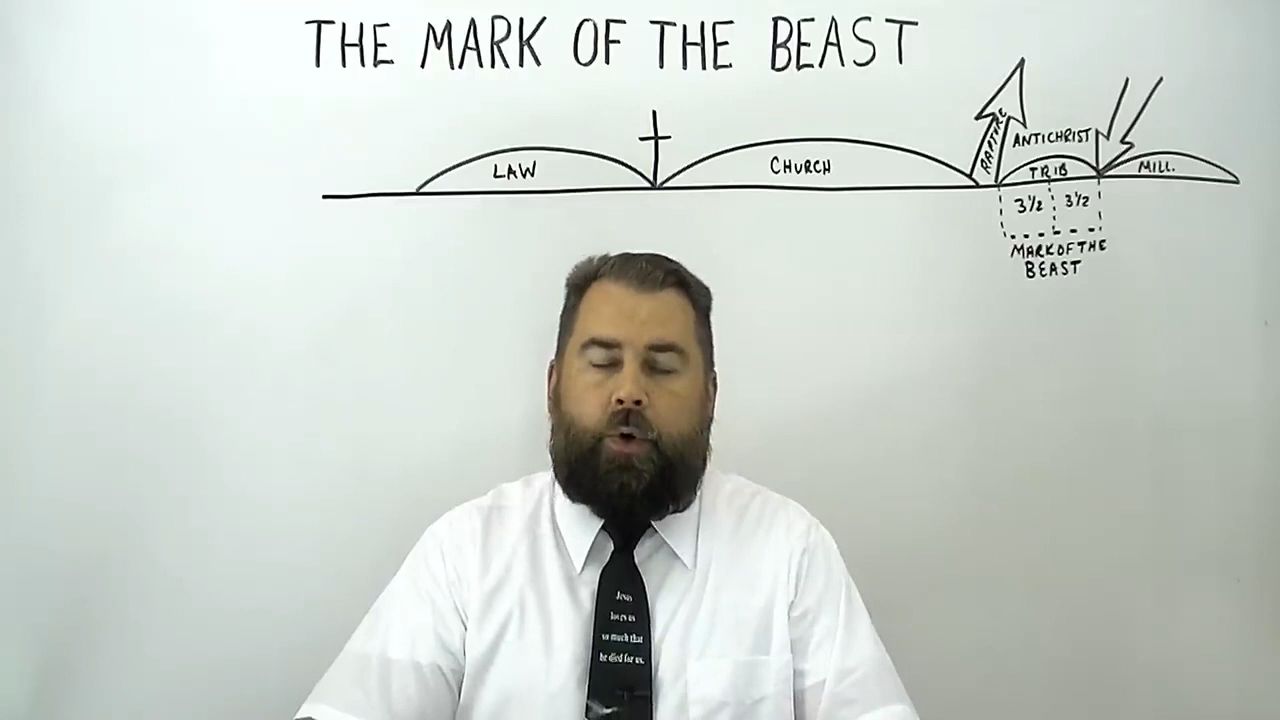 THE MARK OF THE BEAST
LAW
CHURCH
RAPTURE
ANTICHRIST
TRIB
MILL.
3½ 3½
MARK OF THE
BEAST
Jesus
loves us
so much that
he died for us.